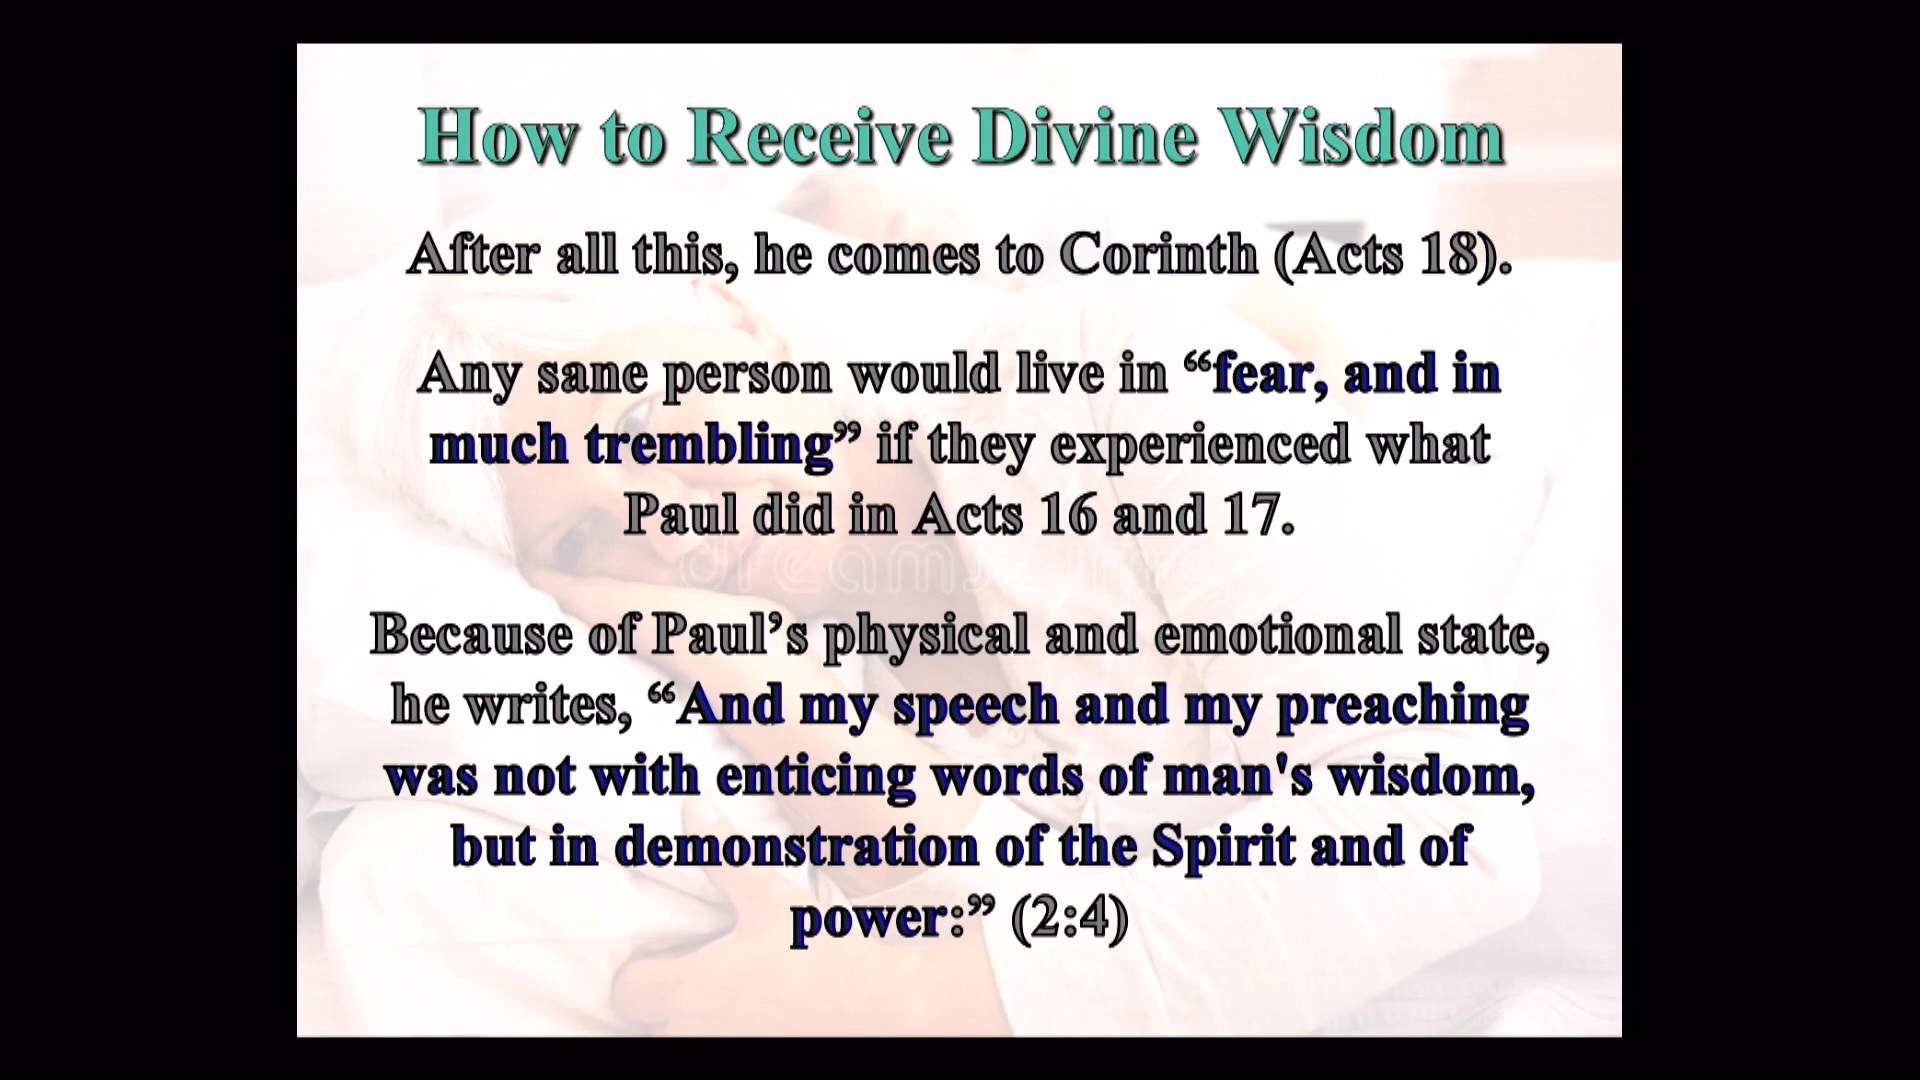 How to Receive Divine Wisdom
After all this, he comes to Corinth (Acts 18).
Any sane person would live in “fear, and in
much trembling” if they experienced what
Paul did in Acts 16 and 17.
dreamstime
Because of Paul’s physical and emotional state,
he writes, “And my speech and my preaching
was not with enticing words of man's wisdom,
but in demonstration of the Spirit and of
power:” (2:4)